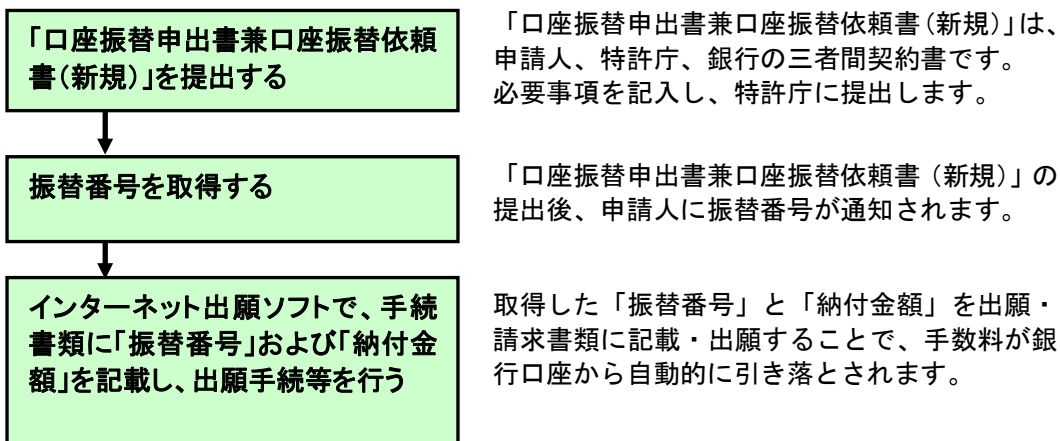 「口座振替申出書兼口座振替依頼
書（新規）」を提出する
「口座振替申出書兼口座振替依頼書（新規）」は、
申請人、特許庁、銀行の三者間契約書です。
必要事項を記入し、特許庁に提出します。
振替番号を取得する
「口座振替申出書兼口座振替依頼書（新規）」の
提出後、申請人に振替番号が通知されます。
インターネット出願ソフトで、手続
書類に「振替番号」および「納付金
額」を記載し、出願手続等を行う
取得した「振替番号」と「納付金額」を出願・
請求書類に記載・出願することで、手数料が銀
行口座から自動的に引き落とされます。